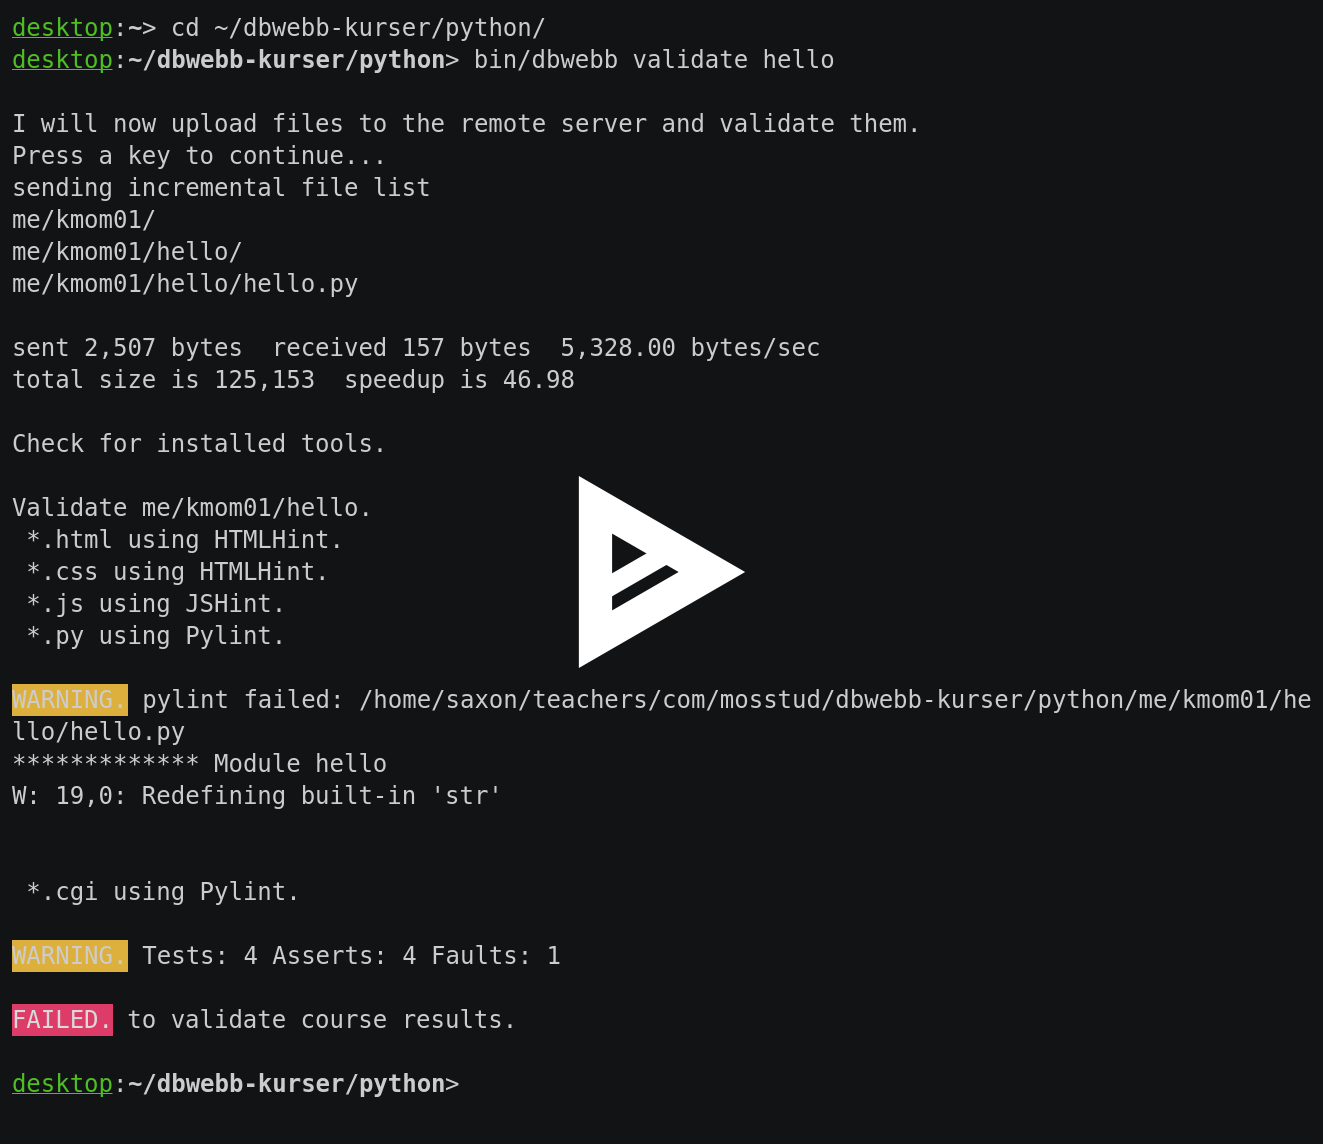 desktop:~> cd ~/dbwebb-kurser/python/
desktop:~/dbwebb-kurser/python> bin/dbwebb validate hello
I will now upload files to the remote server and validate them.
Press a key to continue...
sending incremental file list
me/kmom01/
me/kmom01/hello/
me/kmom01/hello/hello.py
sent 2,507 bytes  received 157 bytes  5,328.00 bytes/sec
total size is 125,153  speedup is 46.98
Check for installed tools.
Validate me/kmom01/hello.
 *.html using HTMLHint.
 *.css using HTMLHint.
 *.js using JSHint.
 *.py using Pylint.
WARNING. pylint failed: /home/saxon/teachers/com/mosstud/dbwebb-kurser/python/me/kmom01/he
llo/hello.py
************* Module hello
W: 19,0: Redefining built-in 'str'
 *.cgi using Pylint.
WARNING. Tests: 4 Asserts: 4 Faults: 1
FAILED. to validate course results.
desktop:~/dbwebb-kurser/python>